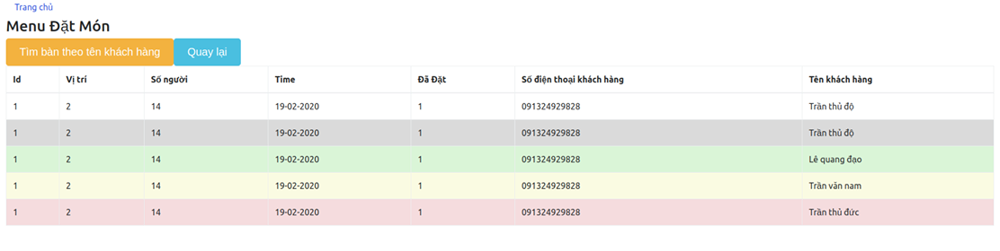 Trang chủ
Menu Đặt Món
Tìm bàn theo tên khách hàng Quay lại
Id Vị trí Số người Time Đã Đặt Số điện thoại khách hàng Tên khách hàng
1 2 14 19-02-2020 1 091324929828 Trần thủ độ
1 2 14 19-02-2020 1 091324929828 Trần thủ độ
1 2 14 19-02-2020 1 091324929828 Lê quang đạo
1 2 14 19-02-2020 1 091324929828 Trần văn nam
1 2 14 19-02-2020 1 091324929828 Trần thủ đức